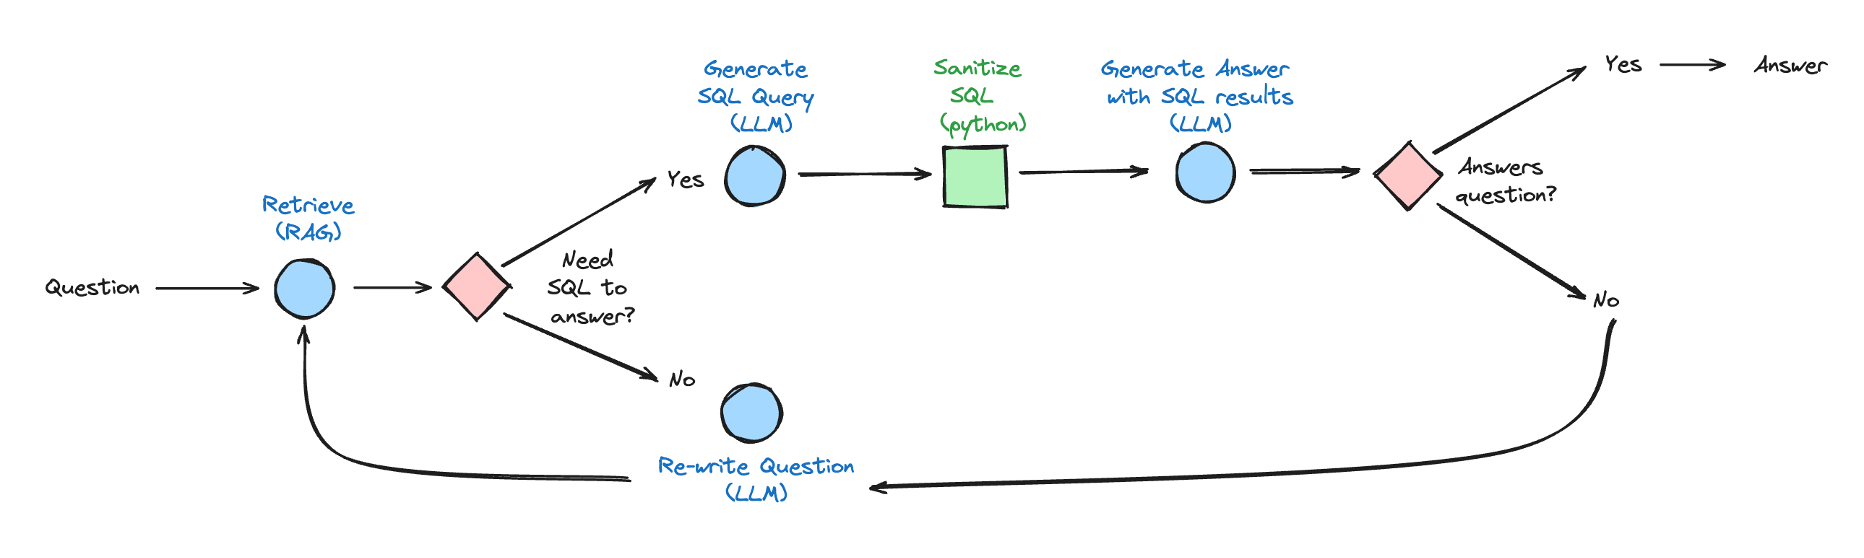 Question
Retrieve
(RAG)
Need
SQL to
answer?
Yes
No
Generate
SQL Query
(LLM)
Sanitize
SQL
(python)
Generate Answer
with SQL results
(LLM)
Answers
question?
Yes
Answer
No
Re-write Question
(LLM)